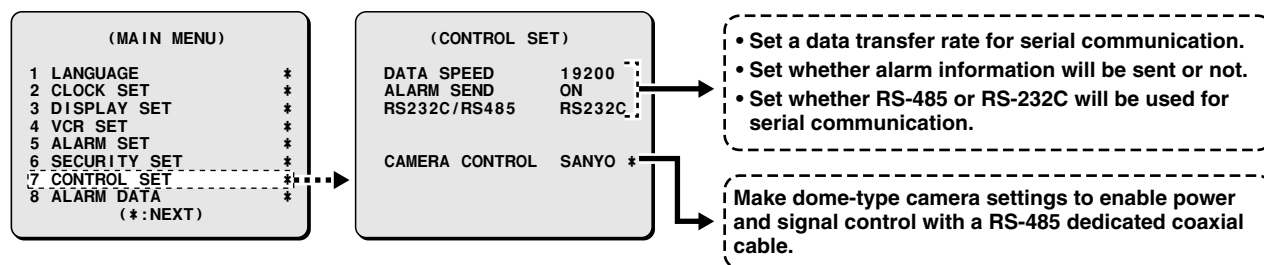 (MAIN MENU)
1 LANGUAGE *
2 CLOCK SET *
3 DISPLAY SET *
4 VCR SET *
5 ALARM SET *
6 SECURITY SET *
7 CONTROL SET *
8 ALARM DATA *
(*:NEXT)
(CONTROL SET)
DATA SPEED 19200
ALARM SEND ON
RS232C/RS485 RS232C
CAMERA CONTROL SANYO *
• Set a data transfer rate for serial communication.
• Set whether alarm information will be sent or not.
• Set whether RS-485 or RS-232C will be used for
serial communication.
Make dome-type camera settings to enable power
and signal control with a RS-485 dedicated coaxial
cable.